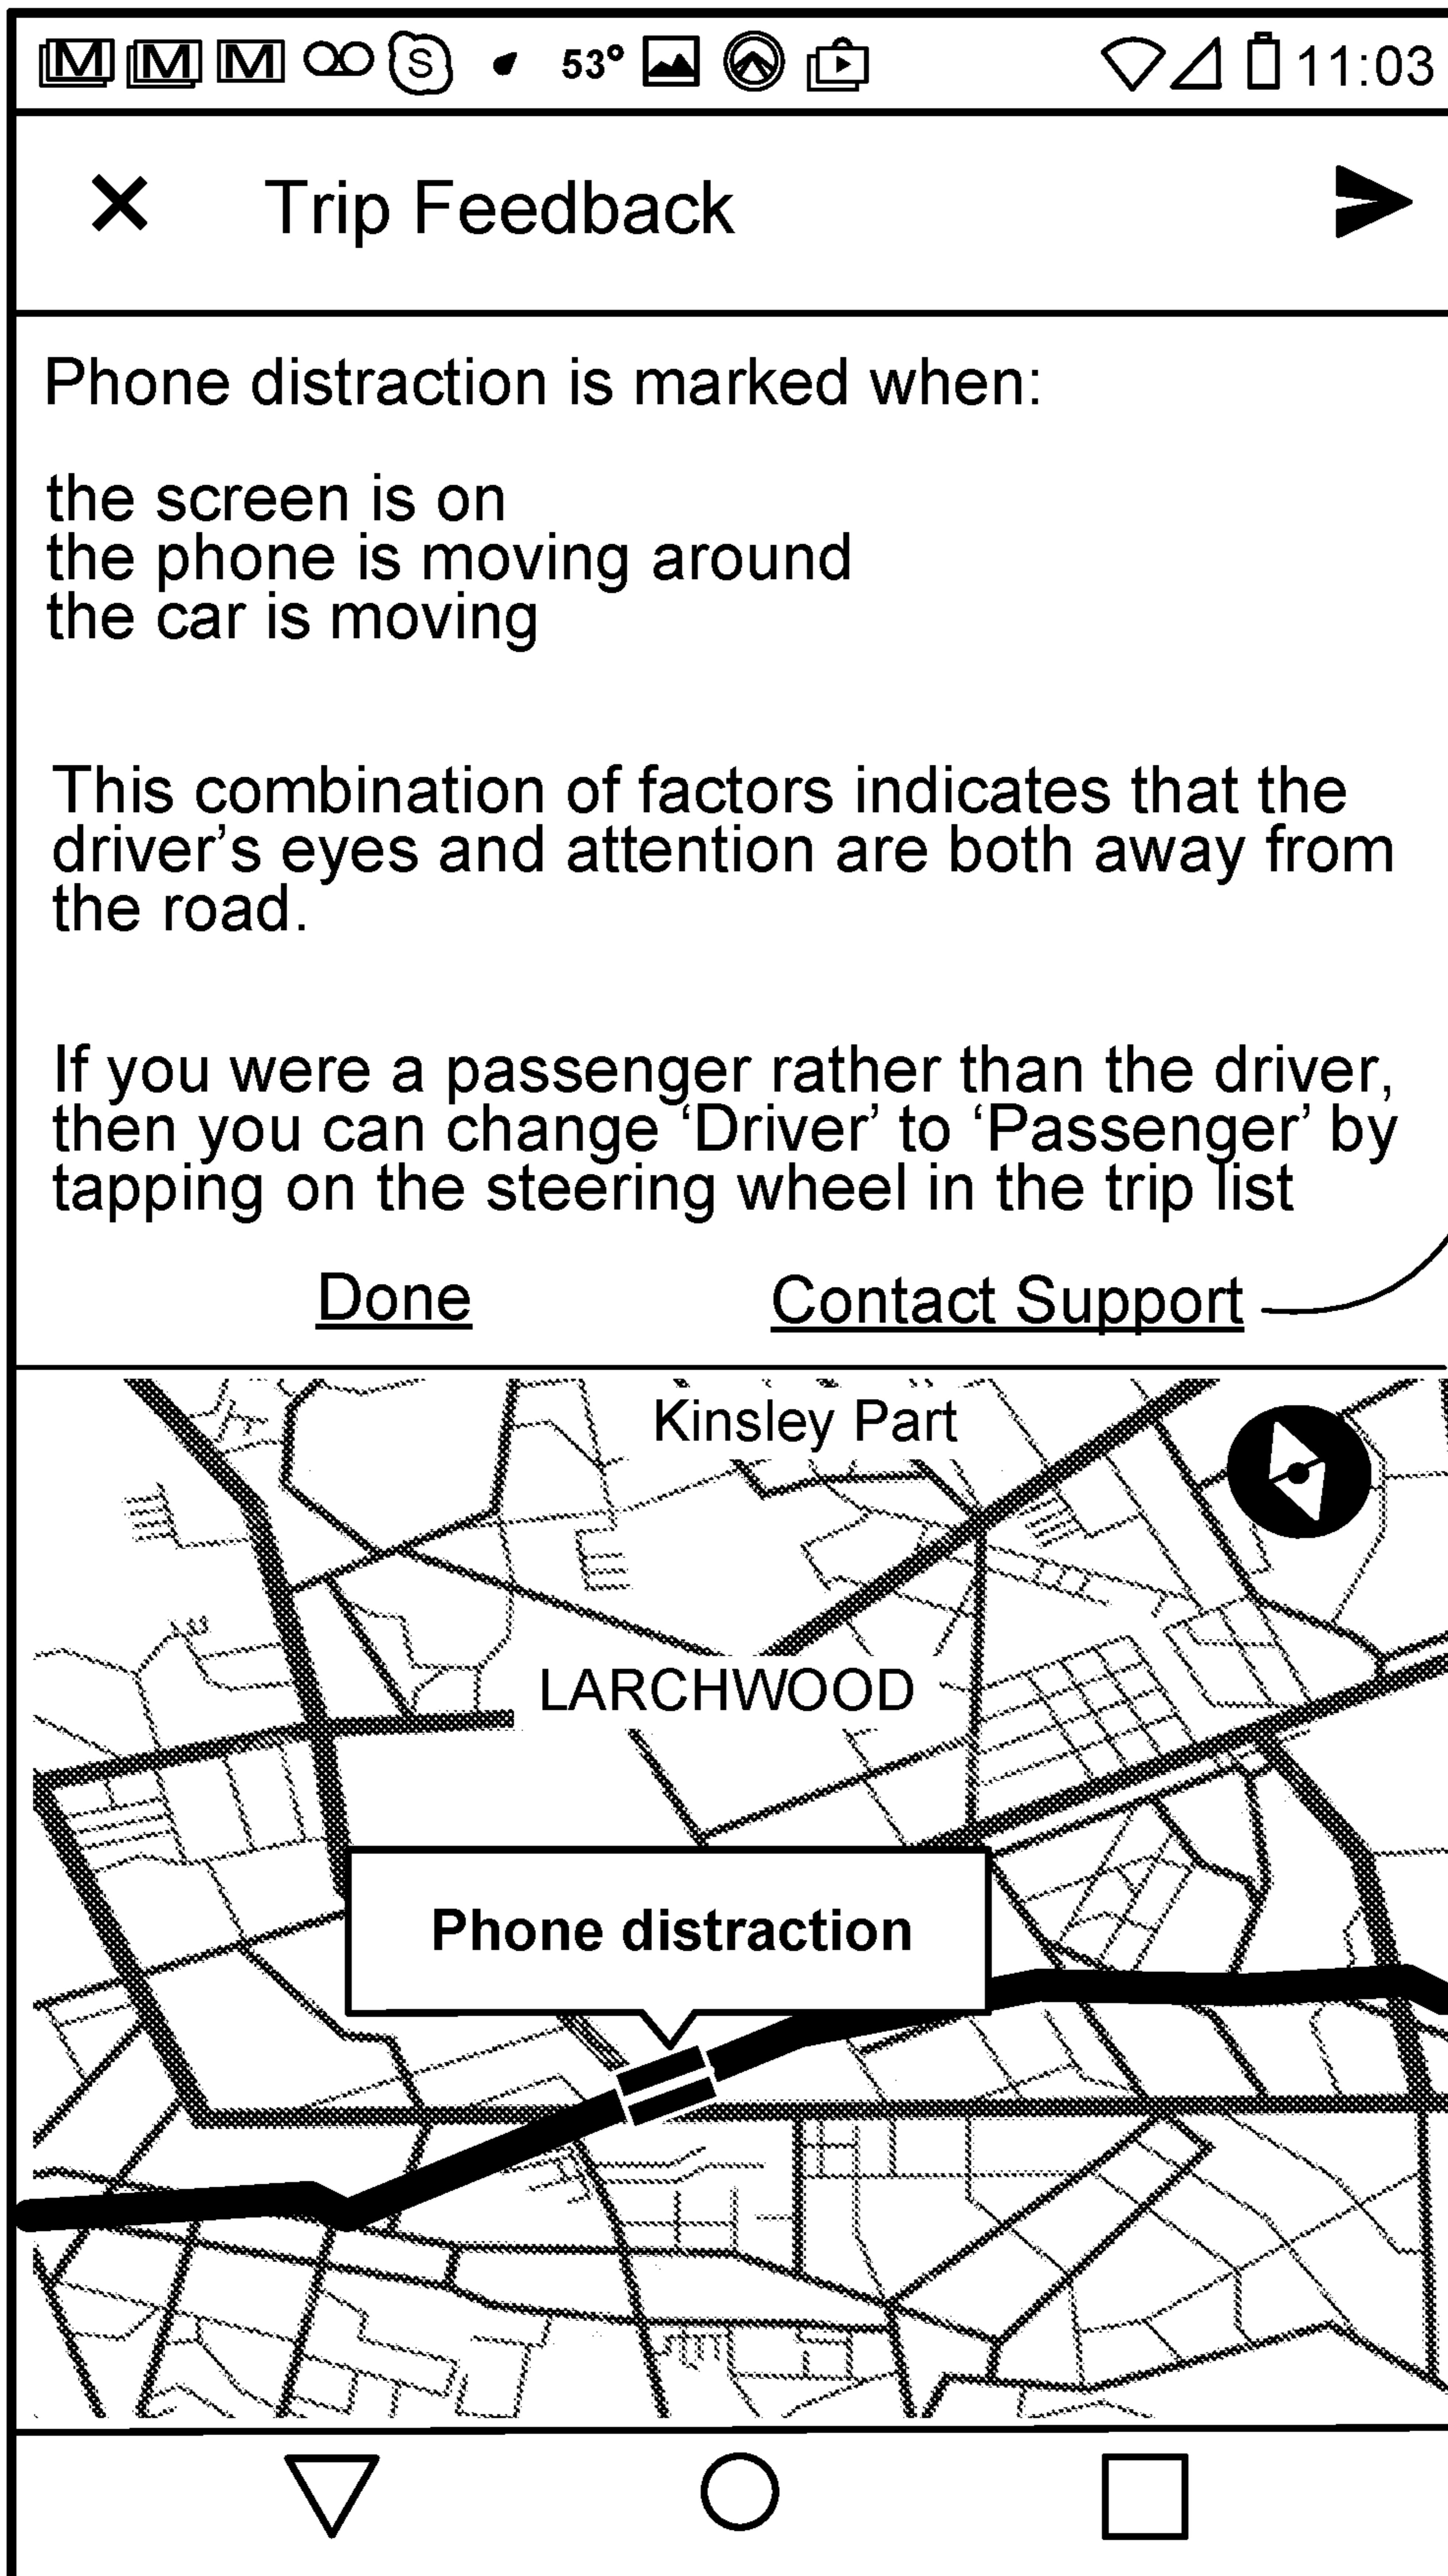 53° 11:03
Trip Feedback
Phone distraction is marked when:
the screen is on
the phone is moving around
the car is moving
This combination of factors indicates that the
driver’s eyes and attention are both away from
the road.
If you were a passenger rather than the driver,
then you can change ‘Driver’ to ‘Passenger’ by
tapping on the steering wheel in the trip list
Done Contact Support
Kinsley Part
LARCHWOOD
Phone distraction